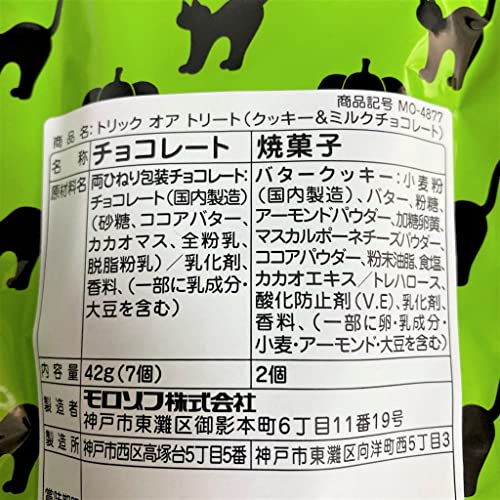 商品記号 MO-4877
商品名:トリック オア トリート(クッキー&ミルクチョコレート)
名称 チョコレート 焼菓子
原材料名
両ひねり包装チョコレート:
チョコレート(国内製造)
(砂糖、ココアバター、
カカオマス、全粉乳、
脱脂粉乳)/乳化剤、
香料、(一部に乳成分・
大豆を含む)
バタークッキー:小麦粉
(国内製造)、バター、粉糖、
アーモンドパウダー、加糖卵黄、
マスカルポーネチーズパウダー、
ココアパウダー、粉末油脂、食塩、
カカオエキス/トレハロース、
酸化防止剤(V.E)、乳化剤、
香料、(一部に卵・乳成分・
小麦・アーモンド・大豆を含む)
内容量 42g(7個) 2個
製造者 モロゾフ株式会社
神戸市東灘区御影本町6丁目11番19号
製造所 神戸市西区高塚台5丁目5番 神戸市東灘区向洋町西5丁目3
賞味期限